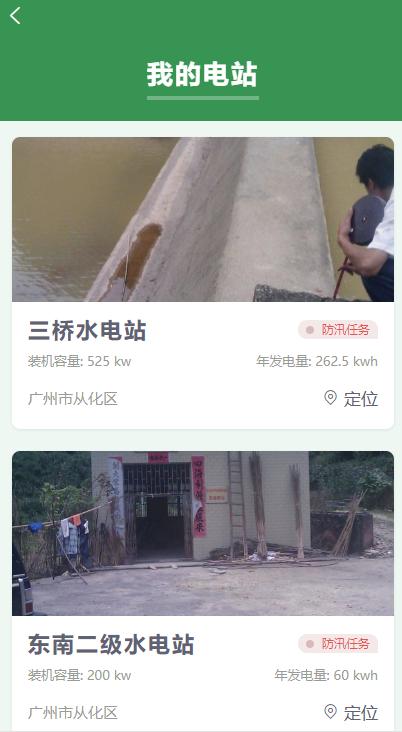 我的电站
三桥水电站
防汛任务
装机容量: 525 kw
年发电量: 262.5 kwh
广州市从化区
定位
东南二级水电站
防汛任务
装机容量: 200 kw
年发电量: 60 kwh
广州市从化区
定位